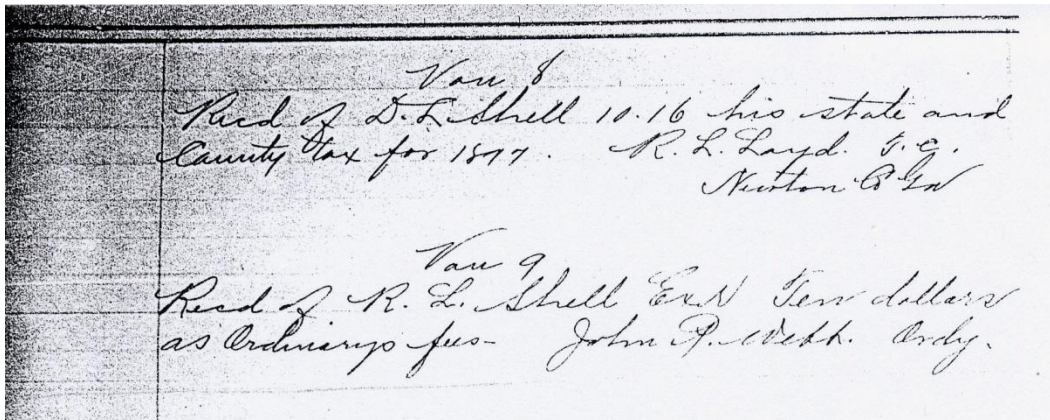 Vou 8
Recd of D. L. Shell 10.16 his state and
County tax for 1877. R. L. Loyd. T. C.
Newton Co Ga
Vou 9
Recd of R. L. Shell Exr Ten dollars
as Ordinarys fees- John P. Webb. Ordy.